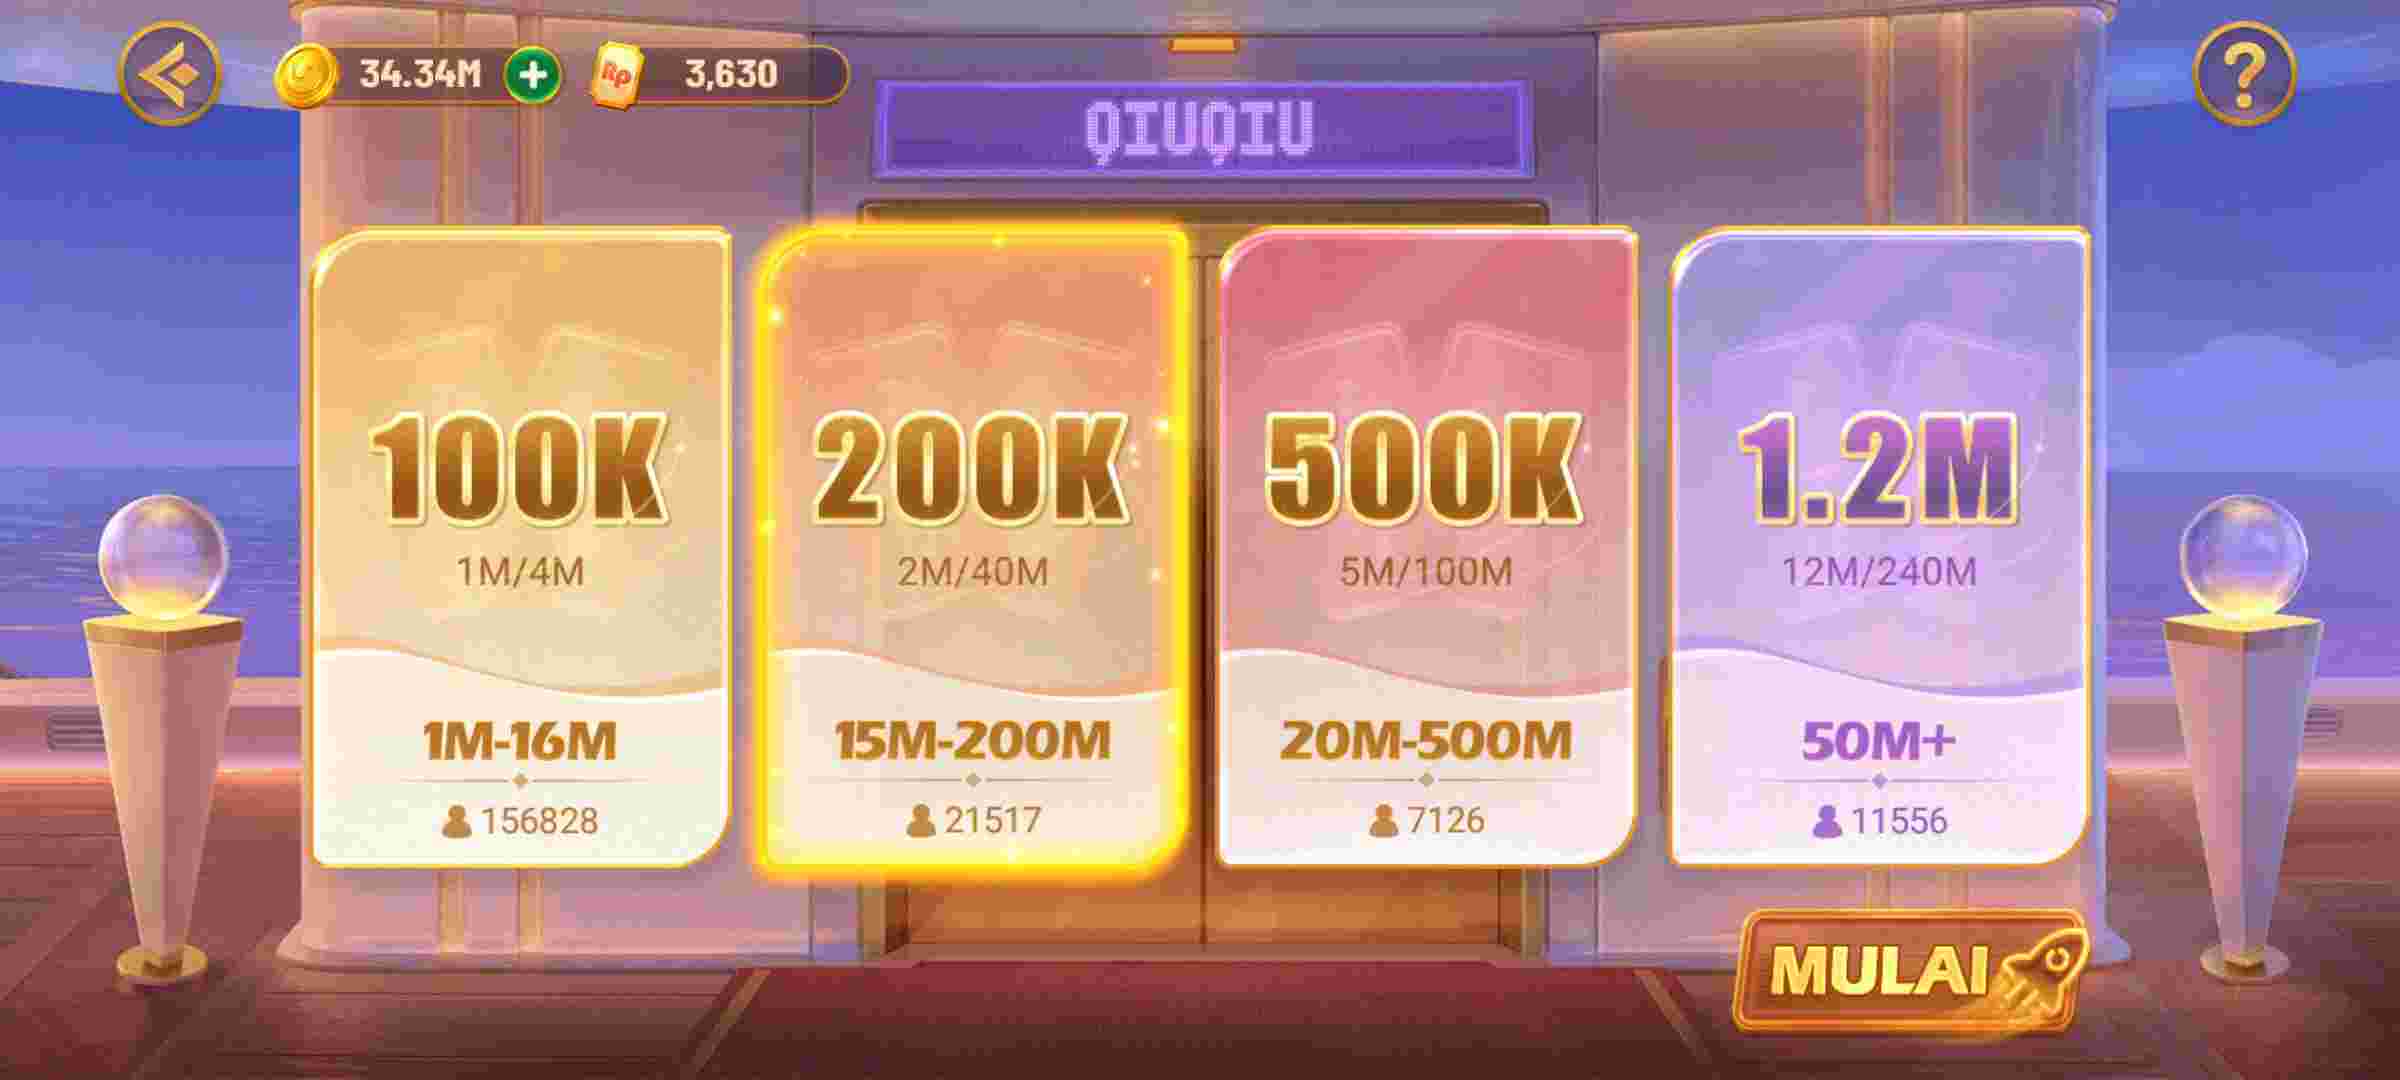 34.34M
Rp
3,630
?
QIUQIU
100K
1M/4M
1M-16M
156828
200K
2M/40M
15M-200M
21517
500K
5M/100M
20M-500M
7126
1.2M
12M/240M
50M+
11556
MULAI